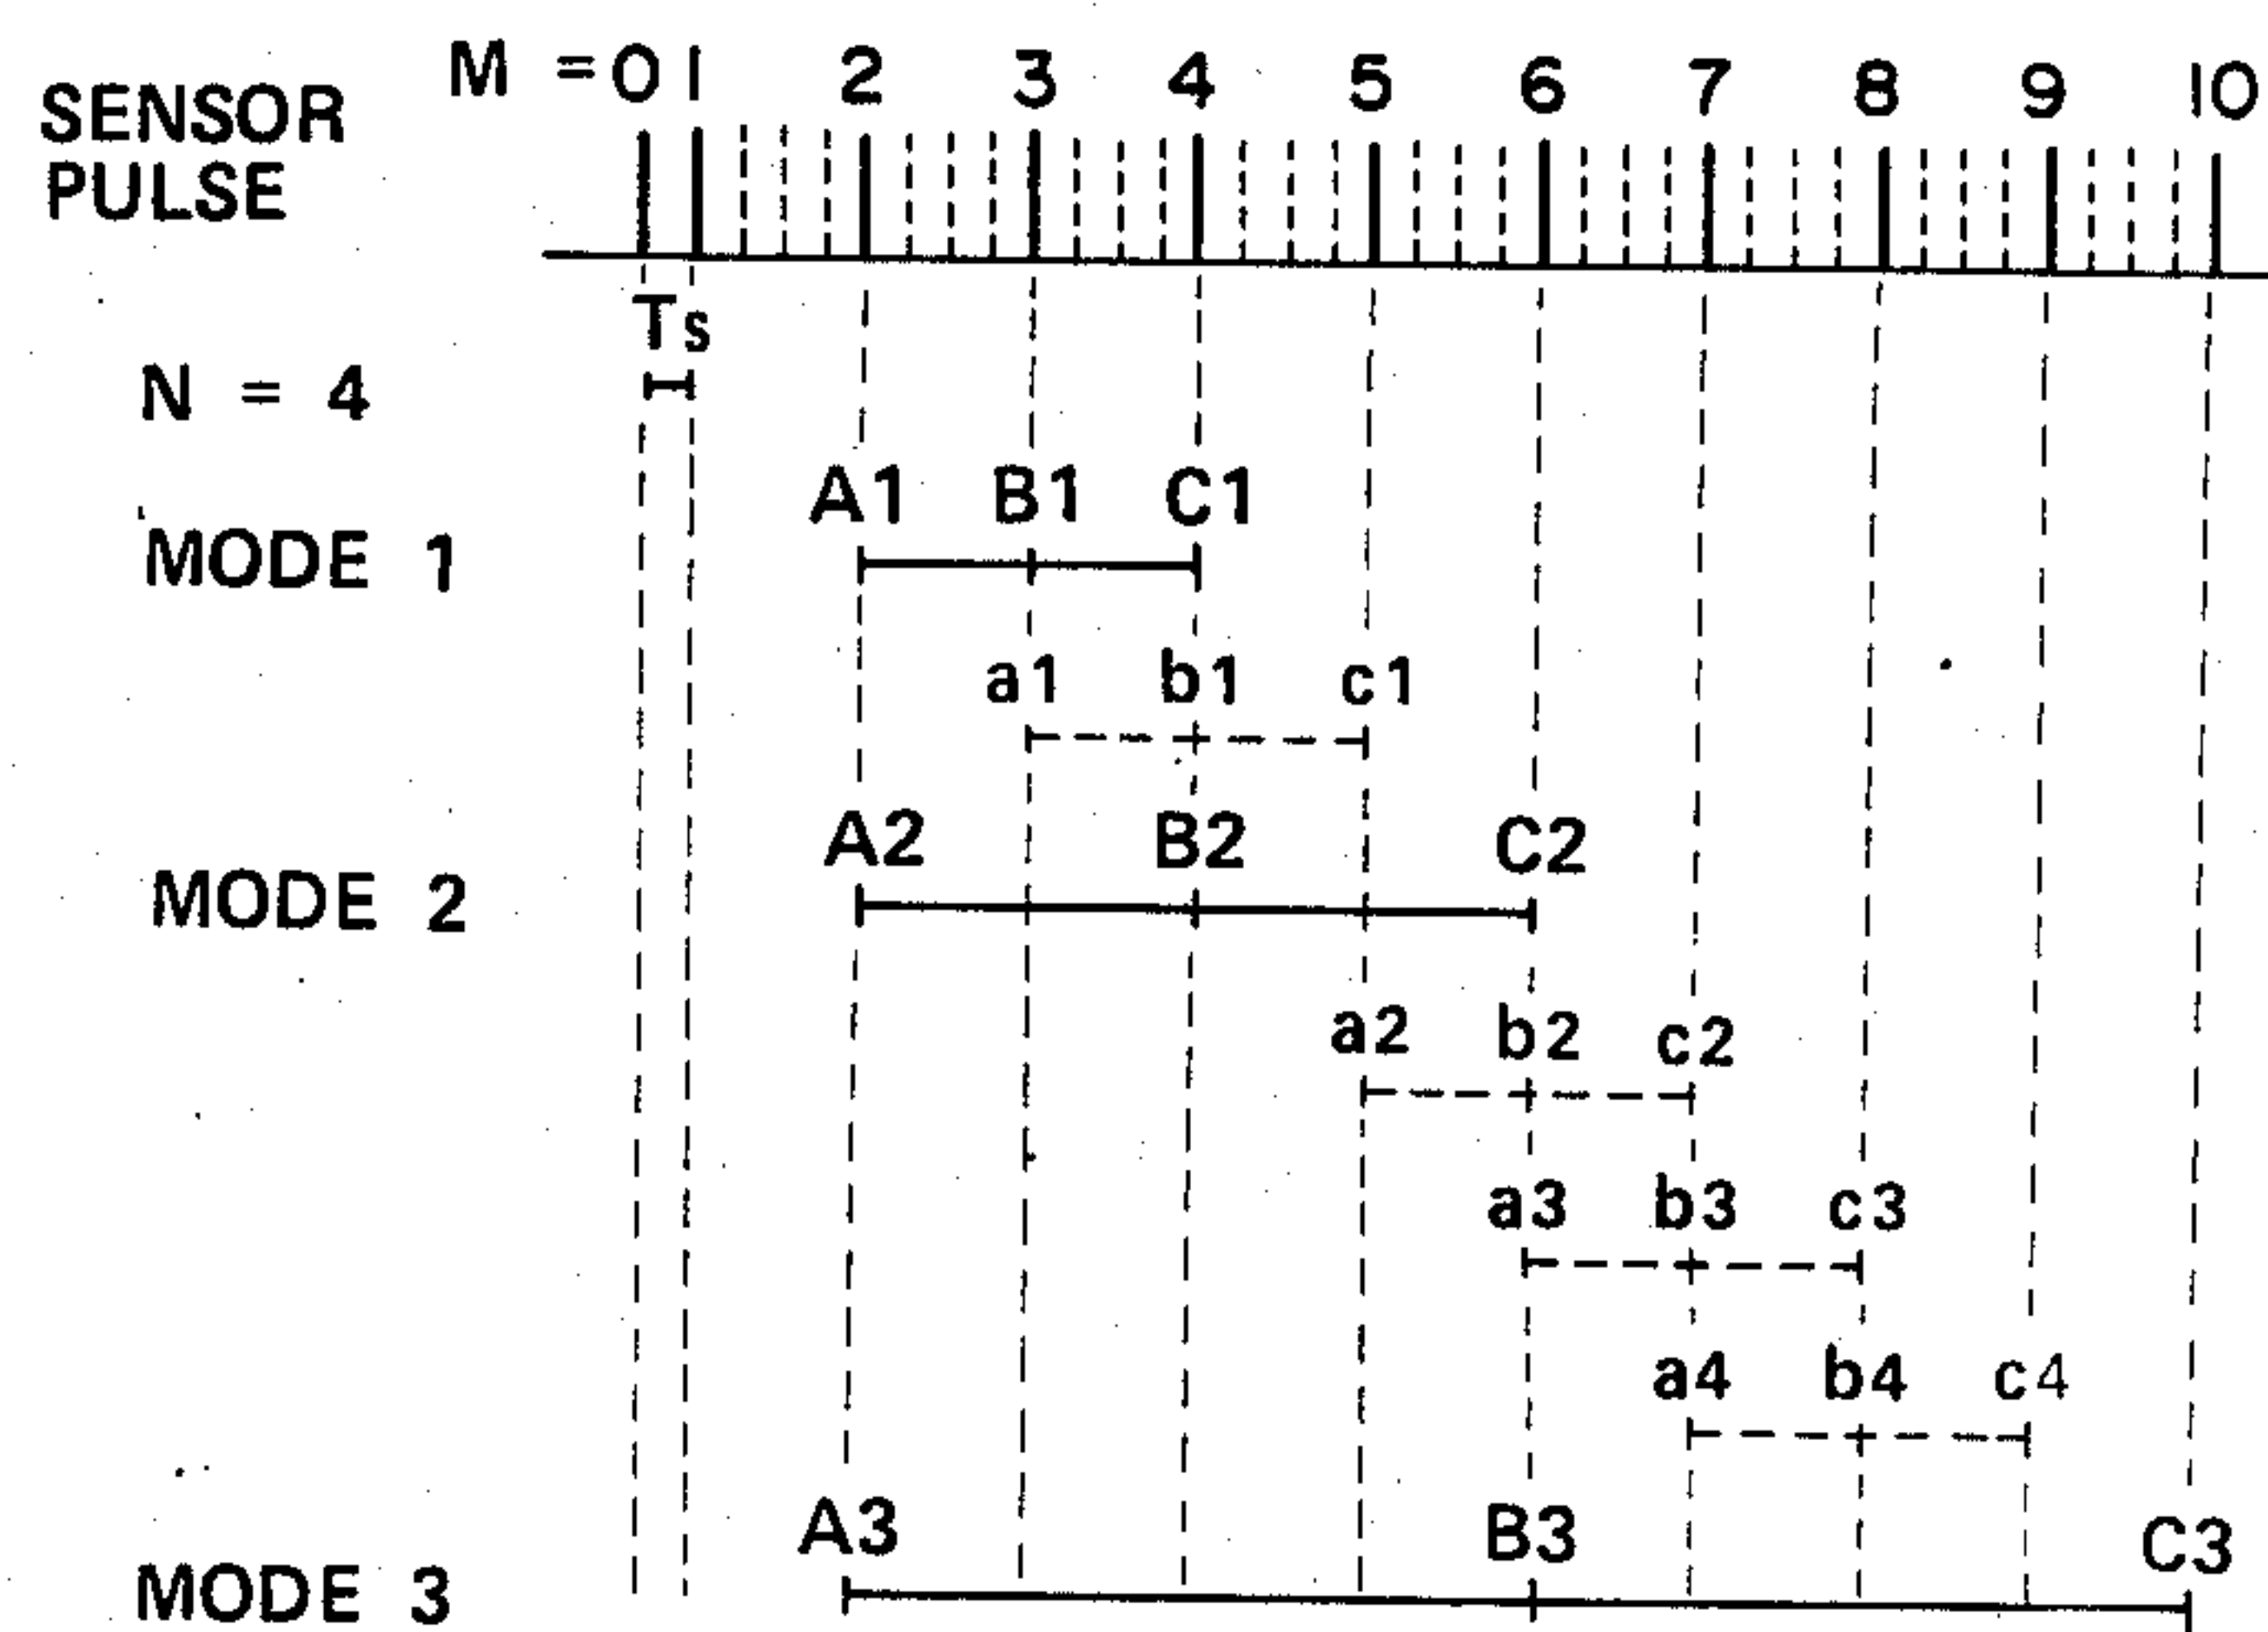 M = 0 1 2 3 4 5 6 7 8 9 10
SENSOR
PULSE
Ts
N = 4
A1 B1 C1
MODE 1
a1 b1 c1
A2 B2 C2
MODE 2
a2 b2 c2
a3 b3 c3
a4 b4 c4
A3 B3 C3
MODE 3